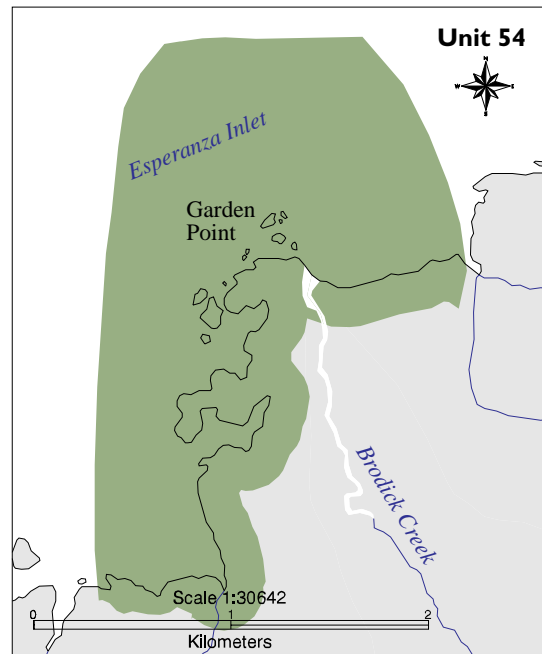 Unit 54
N
W E
S
Esperanza Inlet
Garden
Point
Brodick Creek
Scale 1:30642
0 1 2
Kilometers